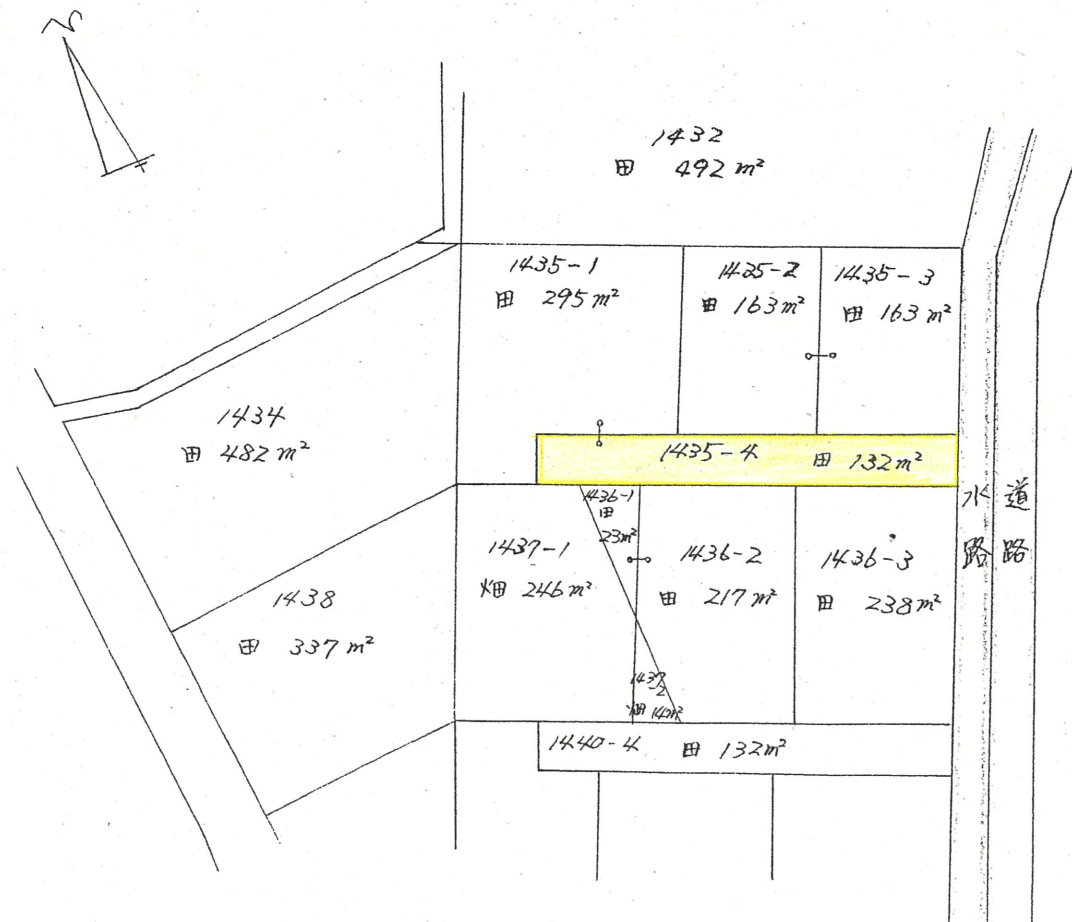 N
1432
田 492m²
1435-1
田 295m²
1435-2
田 163m²
1435-3
田 163m²
1434
田 482m²
1435-4 田 132m²
1436-1
田
23m²
1437-1
畑 246m²
1436-2
田 217m²
1436-3
田 238m²
水路
道路
1438
田 337m²
1437
-2
畑 14m²
1440-4 田 132m²